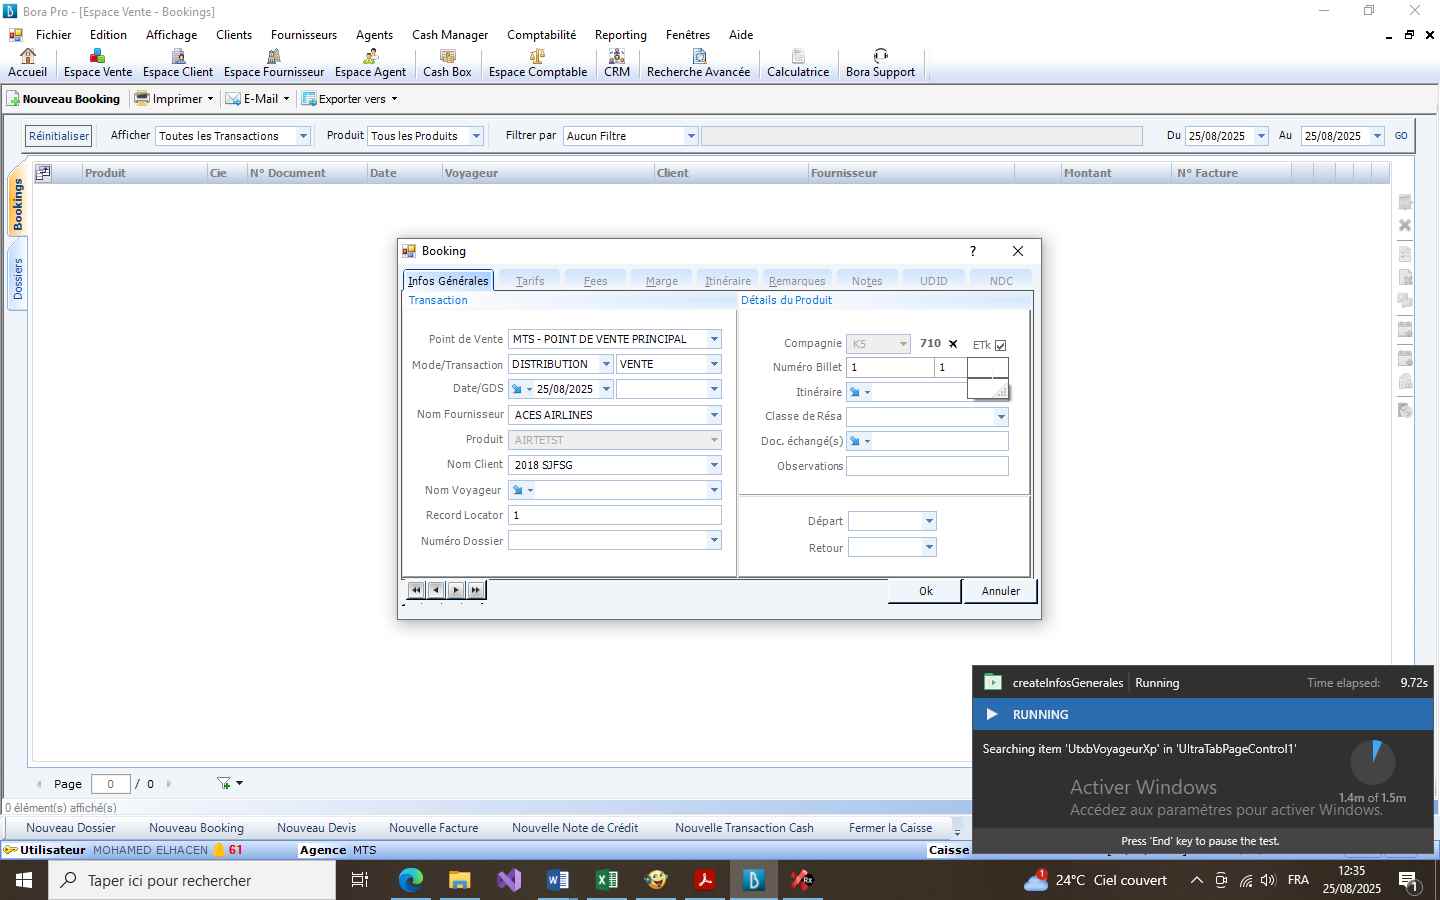 Bora Pro - [Espace Vente - Bookings]
Fichier Edition Affichage Clients Fournisseurs Agents Cash Manager Comptabilité Reporting Fenêtres Aide
Accueil Espace Vente Espace Client Espace Fournisseur Espace Agent Cash Box Espace Comptable CRM Recherche Avancée Calculatrice Bora Support
Nouveau Booking Imprimer E-Mail Exporter vers
Réinitialiser Afficher Toutes les Transactions Produit Tous les Produits Filtrer par Aucun Filtre Du 25/08/2025 Au 25/08/2025 GO
Produit Cie N° Document Date Voyageur Client Fournisseur Montant N° Facture
Bookings
Dossiers
Booking ?
Infos Générales Tarifs Fees Marge Itinéraire Remarques Notes UDID NDC
Transaction
Point de Vente MTS - POINT DE VENTE PRINCIPAL
Mode/Transaction DISTRIBUTION VENTE
Date/GDS 25/08/2025
Nom Fournisseur ACES AIRLINES
Produit AIRTETST
Nom Client 2018 SJFSG
Nom Voyageur
Record Locator 1
Numéro Dossier
Détails du Produit
Compagnie K5 710 ETk
Numéro Billet 1 1
Itinéraire
Classe de Résa
Doc. échangé(s)
Observations
Départ
Retour
Ok Annuler
createInfosGenerales Running Time elapsed: 9.72s
RUNNING
Searching item 'UtxbVoyageurXp' in 'UltraTabPageControl1'
1.4m of 1.5m
Activer Windows
Accédez aux paramètres pour activer Windows.
Press 'End' key to pause the test.
Page 0 / 0
0 élément(s) affiché(s)
Nouveau Dossier Nouveau Booking Nouveau Devis Nouvelle Facture Nouvelle Note de Crédit Nouvelle Transaction Cash Fermer la Caisse
Utilisateur MOHAMED ELHACEN 61 Agence MTS Caisse
Taper ici pour rechercher
1 24°C Ciel couvert FRA 12:35
25/08/2025 1